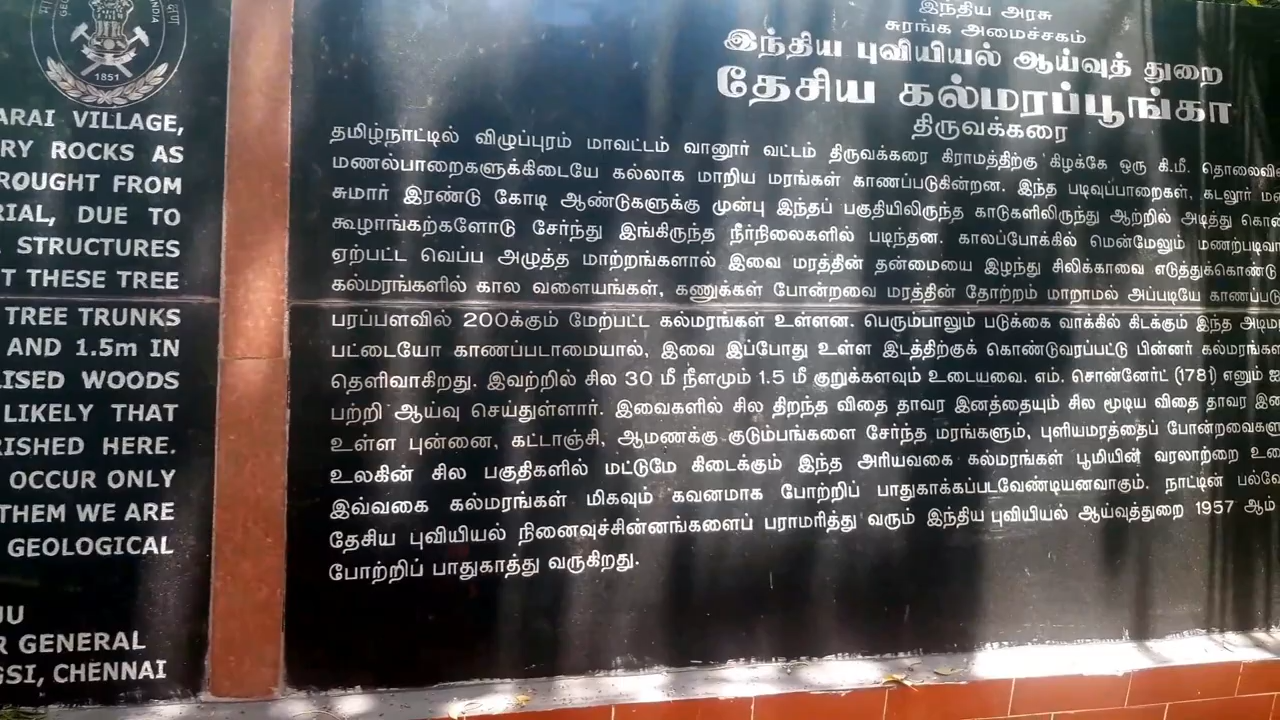 1851
ARAI VILLAGE,
RY ROCKS AS
ROUGHT FROM
RIAL, DUE TO
STRUCTURES
T THESE TREE
TREE TRUNKS
AND 1.5m IN
LISED WOODS
LIKELY THAT
RISHED HERE.
OCCUR ONLY
THEM WE ARE
GEOLOGICAL
JU
R GENERAL
GSI, CHENNAI
இந்திய அரசு
சுரங்க அமைச்சகம்
இந்திய புவியியல் ஆய்வுத் துறை
தேசிய கல்மரப்பூங்கா
திருவக்கரை
தமிழ்நாட்டில் விழுப்புரம் மாவட்டம் வானூர் வட்டம் திருவக்கரை கிராமத்திற்கு கிழக்கே ஒரு கி.மீ. தொலைவி
மணல்பாறைகளுக்கிடையே கல்லாக மாறிய மரங்கள் காணப்படுகின்றன. இந்த படிவுப்பாறைகள், கடலூர் மண
சுமார் இரண்டு கோடி ஆண்டுகளுக்கு முன்பு இந்தப் பகுதியிலிருந்த காடுகளிலிருந்து ஆற்றில் அடித்து கொ
கூழாங்கற்களோடு சேர்ந்து இங்கிருந்த நீர்நிலைகளில் படிந்தன. காலப்போக்கில் மென்மேலும் மணற்படிவா
ஏற்பட்ட வெப்ப அழுத்த மாற்றங்களால் இவை மரத்தின் தன்மையை இழந்து சிலிக்காவை எடுத்துக்கொண்டு
கல்மரங்களில் கால வளையங்கள், கணுக்கள் போன்றவை மரத்தின் தோற்றம் மாறாமல் அப்படியே காணப்படு
பரப்பளவில் 200க்கும் மேற்பட்ட கல்மரங்கள் உள்ளன. பெரும்பாலும் படுக்கை வாக்கில் கிடக்கும் இந்த அடிம
பட்டையோ காணப்படாமையால், இவை இப்போது உள்ள இடத்திற்குக் கொண்டுவரப்பட்டு பின்னர் கல்மரங்க
தெளிவாகிறது. இவற்றில் சில 30 மீ நீளமும் 1.5 மீ குறுக்களவும் உடையவை. எம். சொன்னேர்ட் (1781) எனும் ஐ
பற்றி ஆய்வு செய்துள்ளார். இவைகளில் சில திறந்த விதை தாவர இனத்தையும் சில மூடிய விதை தாவர இன
உள்ள புன்னை, கட்டாஞ்சி, ஆமணக்கு குடும்பங்களை சேர்ந்த மரங்களும், புளியமரத்தைப் போன்றவைகளு
உலகின் சில பகுதிகளில் மட்டுமே கிடைக்கும் இந்த அரியவகை கல்மரங்கள் பூமியின் வரலாற்றை உ
இவ்வகை கல்மரங்கள் மிகவும் கவனமாக போற்றிப் பாதுகாக்கப்படவேண்டியனவாகும். நாட்டின் பல்வே
தேசிய புவியியல் நினைவுச்சின்னங்களைப் பராமரித்து வரும் இந்திய புவியியல் ஆய்வுத்துறை 1957 ஆம்
போற்றிப் பாதுகாத்து வருகிறது.